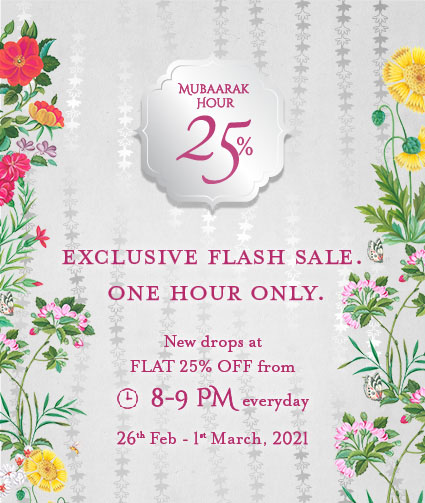 MUBAARAK
HOUR
25%
EXCLUSIVE FLASH SALE.
ONE HOUR ONLY.
New drops at
FLAT 25% OFF from
8-9 PM everyday
26th Feb - 1st March, 2021